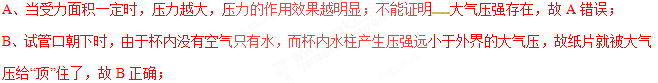 A、当受力面积一定时，压力越大，压力的作用效果越明显；不能证明大气压强存在，故 A 错误；
B、试管口朝下时，由于杯内没有空气只有水，而杯内水柱产生压强远小于外界的大气压，故纸片就被大气
压给“顶”住了，故 B 正确；